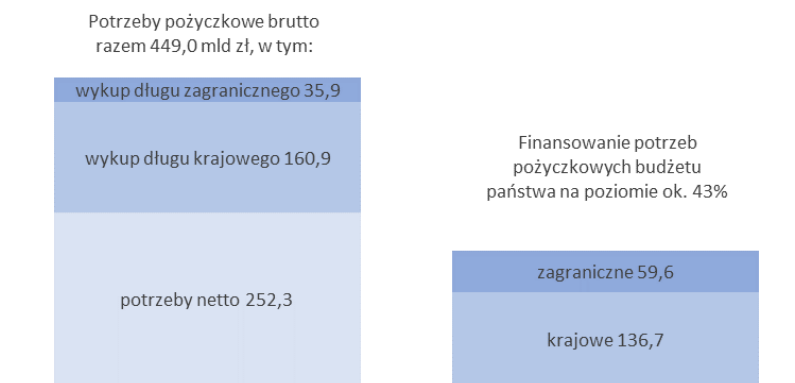 Potrzeby pożyczkowe brutto
razem 449,0 mld zł, w tym:
wykup długu zagranicznego 35,9
wykup długu krajowego 160,9
potrzeby netto 252,3
Finansowanie potrzeb
pożyczkowych budżetu
państwa na poziomie ok. 43%
zagraniczne 59,6
krajowe 136,7